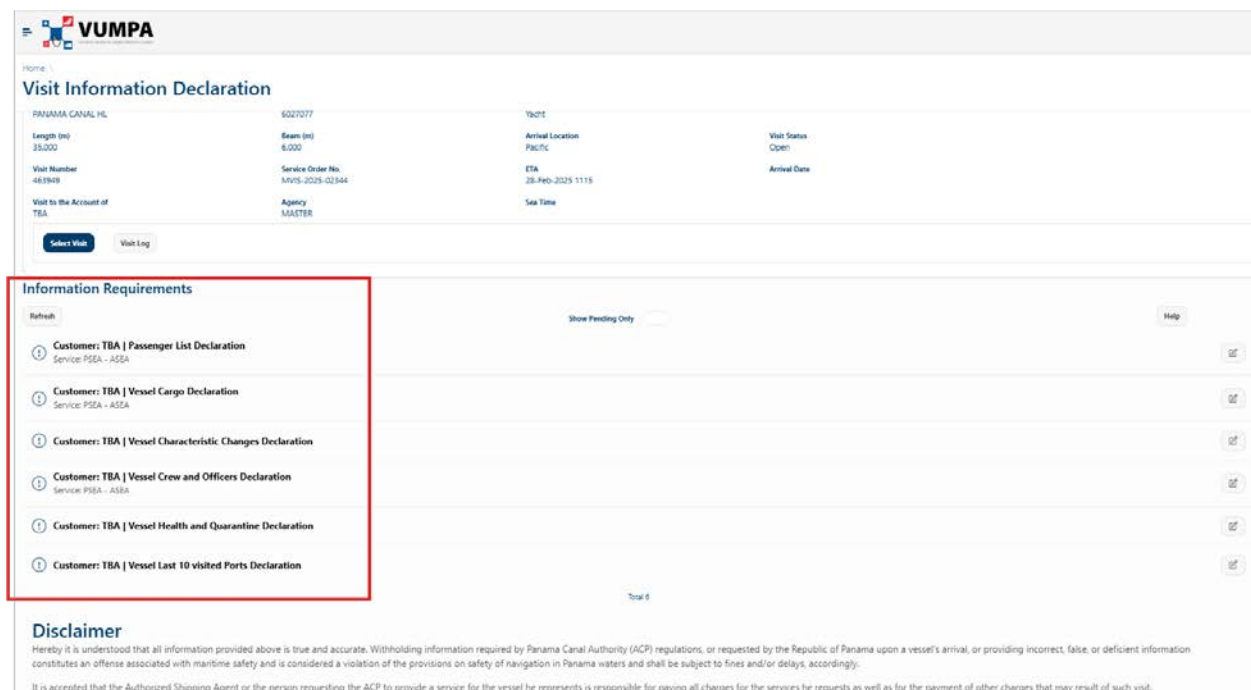 VUMPA
Home \
Visit Information Declaration
PANAMA CANAL HL 6027077 Yacht
Length (m) Beam (m) Arrival Location Visit Status
35,000 6,000 Pacific Open
Visit Number Service Order No. ETA Arrival Date
463949 MVIS-2025-02344 28-Feb-2025 1115
Visit to the Account of Agency Sea Time
TBA MASTER
Select Visit Visit Log
Information Requirements
Refresh Show Pending Only Help
Customer: TBA | Passenger List Declaration
Service: PSEA - ASEA
Customer: TBA | Vessel Cargo Declaration
Service: PSEA - ASEA
Customer: TBA | Vessel Characteristic Changes Declaration
Customer: TBA | Vessel Crew and Officers Declaration
Service: PSEA - ASEA
Customer: TBA | Vessel Health and Quarantine Declaration
Customer: TBA | Vessel Last 10 visited Ports Declaration
Total 6
Disclaimer
Hereby it is understood that all information provided above is true and accurate. Withholding information required by Panama Canal Authority (ACP) regulations, or requested by the Republic of Panama upon a vessel's arrival, or providing incorrect, false, or deficient information
constitutes an offense associated with maritime safety and is considered a violation of the provisions on safety of navigation in Panama waters and shall be subject to fines and/or delays, accordingly.
It is accepted that the Authorized Shipping Agent or the person requesting the ACP to provide a service for the vessel he represents is responsible for paying all charges for the services he requests as well as for the payment of other charges that may result of such visit.